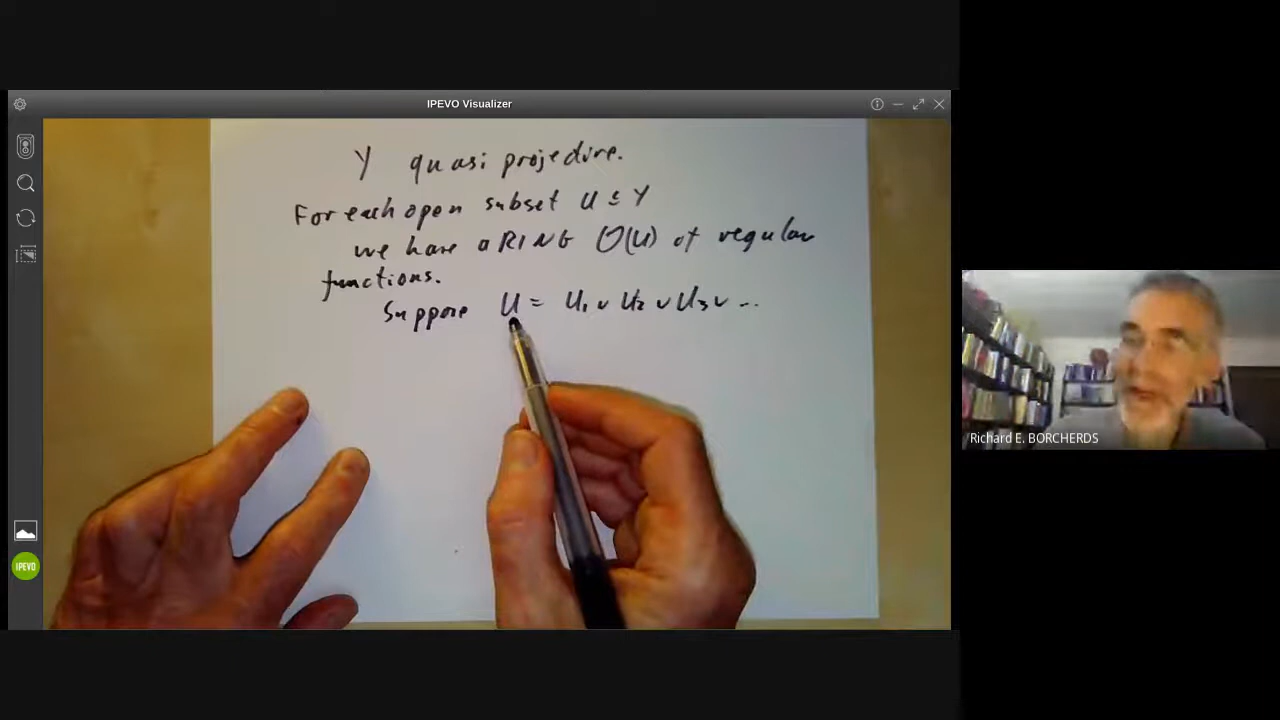 IPEVO Visualizer
Y quasi projective.
For each open subset U ⊆ Y
we have a RING O(U) of regular
functions.
Suppose U = U₁ ∪ U₂ ∪ U₃ ∪ ...
Richard E. BORCHERDS
IPEVO